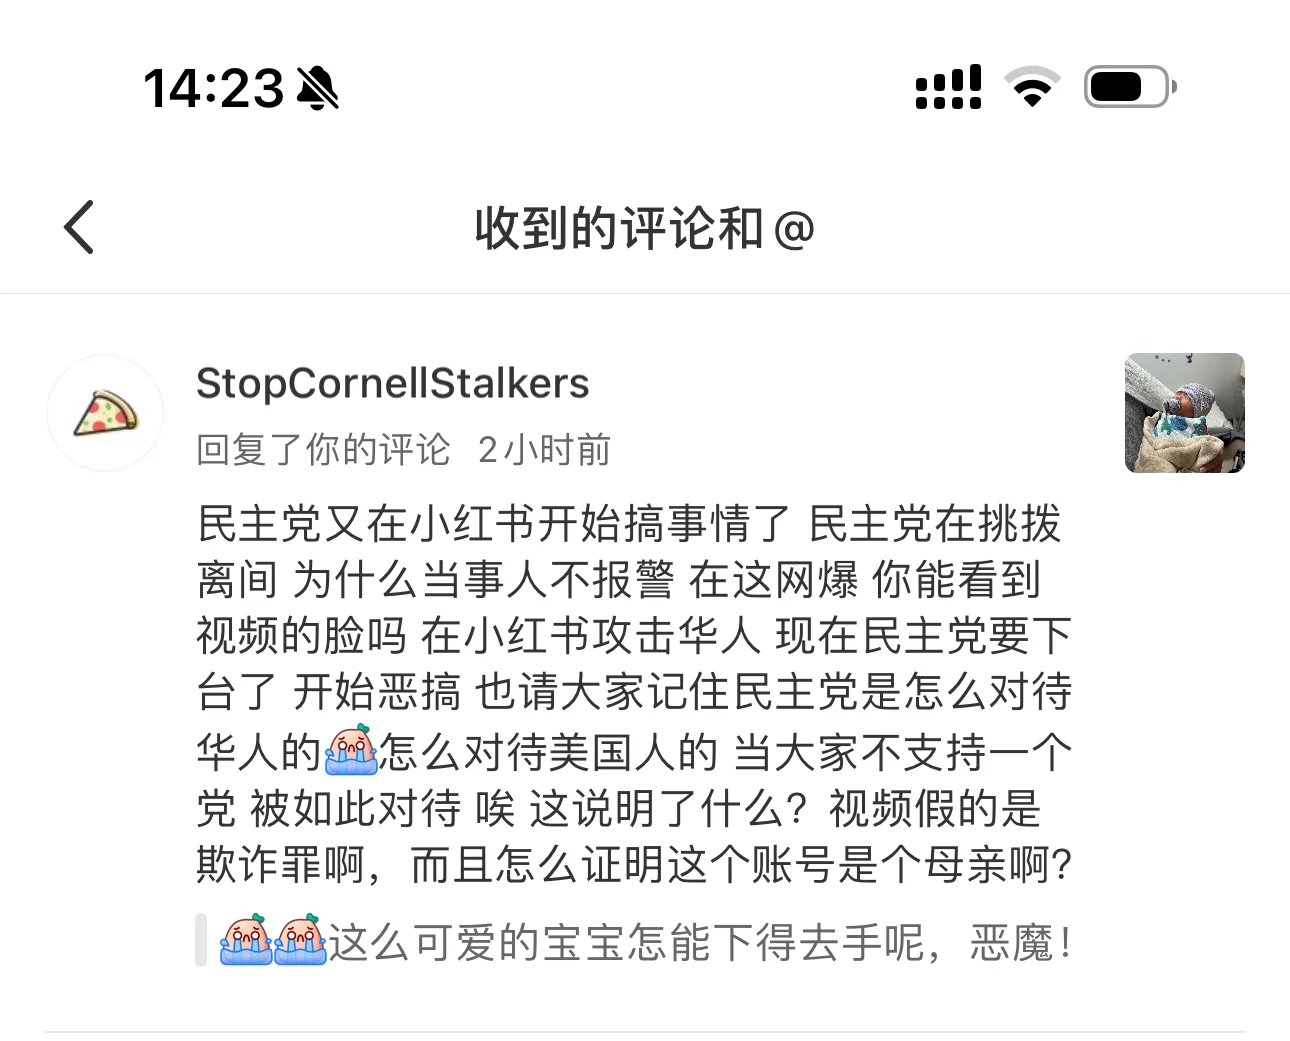 14:23
收到的评论和@
StopCornellStalkers
回复了你的评论 2小时前
民主党又在小红书开始搞事情了 民主党在挑拨
离间 为什么当事人不报警 在这网爆 你能看到
视频的脸吗 在小红书攻击华人 现在民主党要下
台了 开始恶搞 也请大家记住民主党是怎么对待
华人的怎么对待美国人的 当大家不支持一个
党 被如此对待 唉 这说明了什么？视频假的是
欺诈罪啊，而且怎么证明这个账号是个母亲啊?
这么可爱的宝宝怎能下得去手呢，恶魔！